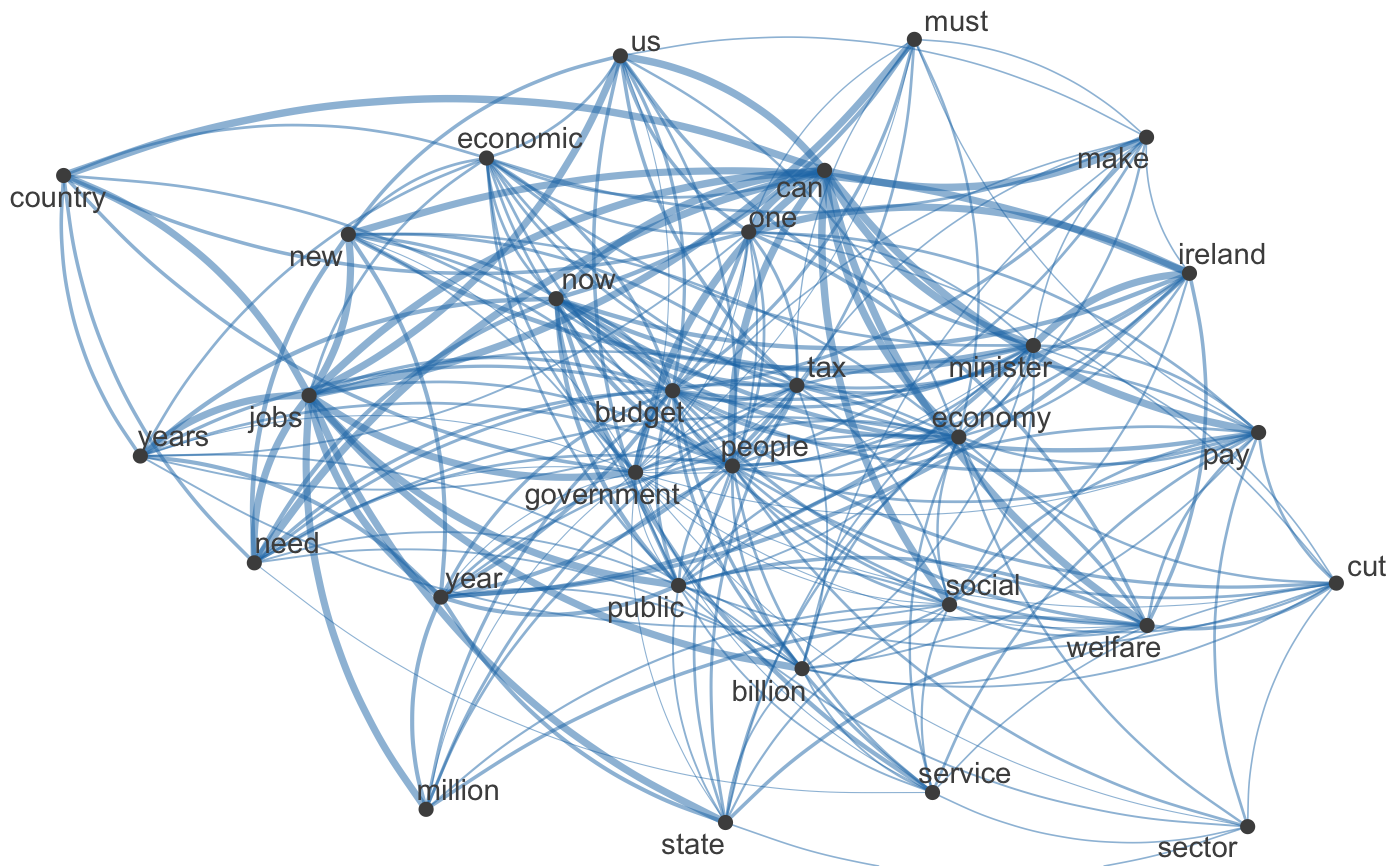 must
us
economic
make
can
country
one
ireland
new
now
tax
minister
budget
jobs
economy
years
people
pay
government
need
cut
year
social
public
welfare
billion
service
million
state
sector